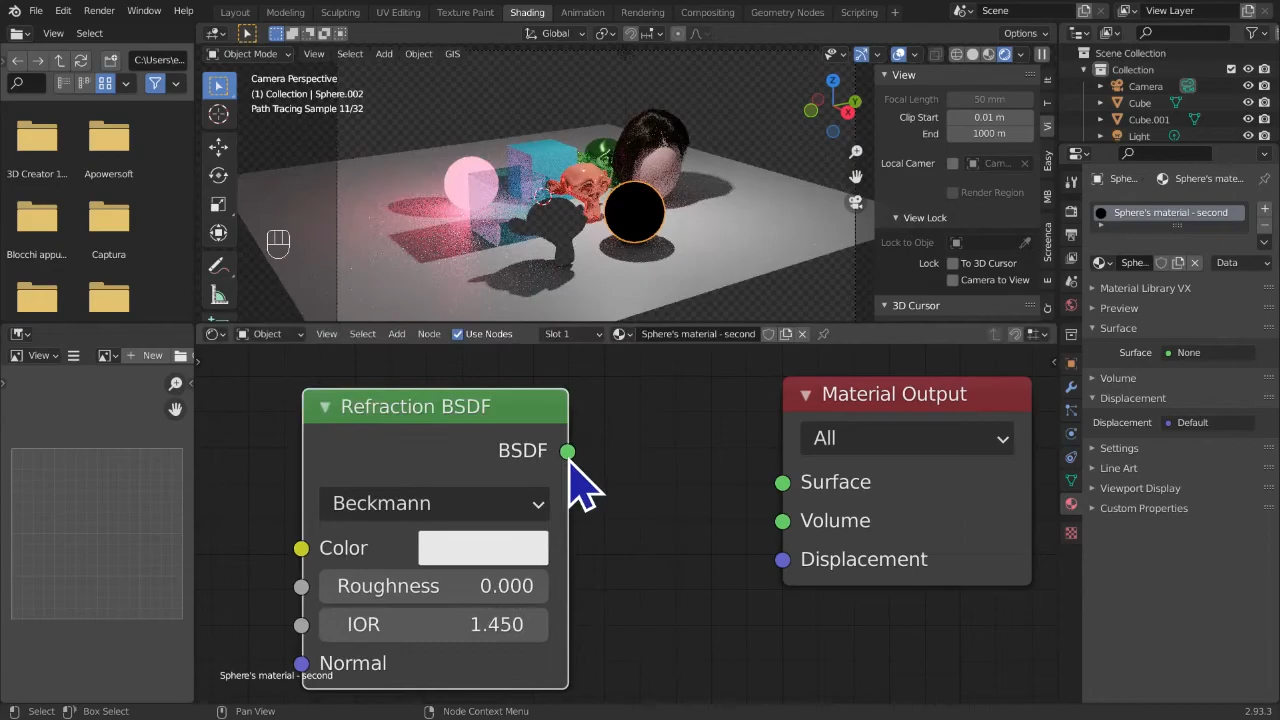 File Edit Render Window Help Layout Modeling Sculpting UV Editing Texture Paint Shading Animation Rendering Compositing Geometry Nodes Scripting + Scene View Layer
View Select Global Options
C:\Users\e... Object Mode View Select Add Object GIS
Camera Perspective
(1) Collection | Sphere.002
Path Tracing Sample 11/32
3D Creator 1...
Apowersoft
Blocchi appu...
Captura
Z
Y
X
View
Focal Length 50 mm
Clip Start 0.01 m
End 1000 m
Local Camer Cam...
Render Region
View Lock
Lock to Obje
Lock To 3D Cursor
Camera to View
3D Cursor
Vi
Easy
MB
Screenca
Scene Collection
Collection
Camera
Cube
Cube.001
Light
Sphe... Sphere's mate...
Sphere's material - second
Sphe... Data
Material Library VX
Preview
Surface
Surface None
Volume
Displacement
Displacement Default
Settings
Line Art
Viewport Display
Custom Properties
View New
Object View Select Add Node Use Nodes Slot 1 Sphere's material - second
Refraction BSDF
BSDF
Beckmann
Color
Roughness 0.000
IOR 1.450
Normal
Sphere's material - second
Material Output
All
Surface
Volume
Displacement
Select Box Select Pan View Node Context Menu 2.93.3